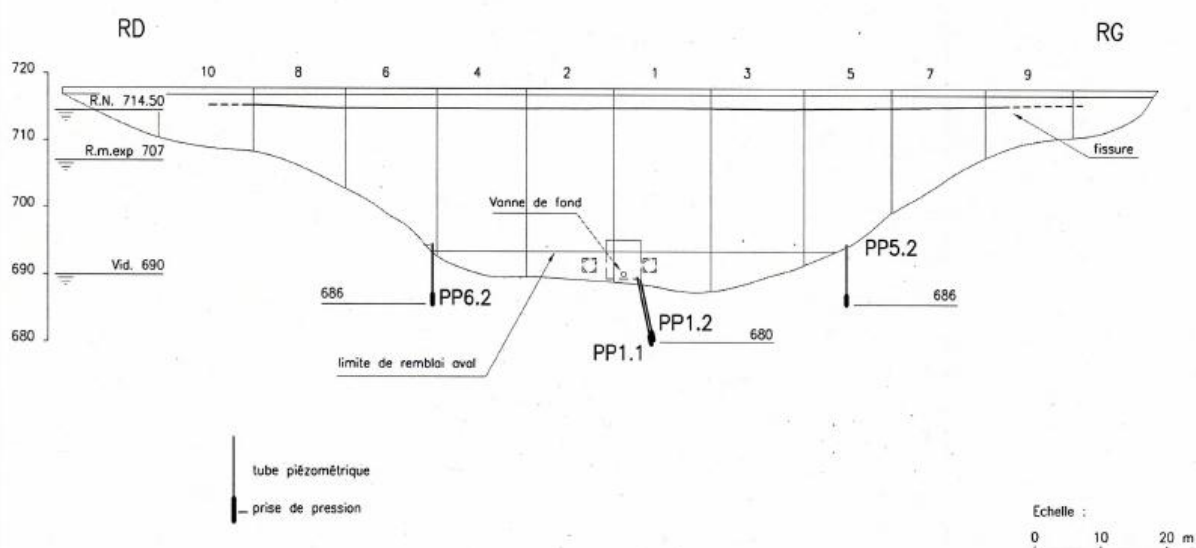 RD
RG
10 8 6 4 2 1 3 5 7 9
720
R.N. 714.50
710
R.m.exp 707
fissure
700
Vanne de fond
PP5.2
690
Vid. 690
686
PP6.2
686
PP1.2
680
680
PP1.1
limite de remblai aval
tube piézométrique
prise de pression
Echelle :
0 10 20 m